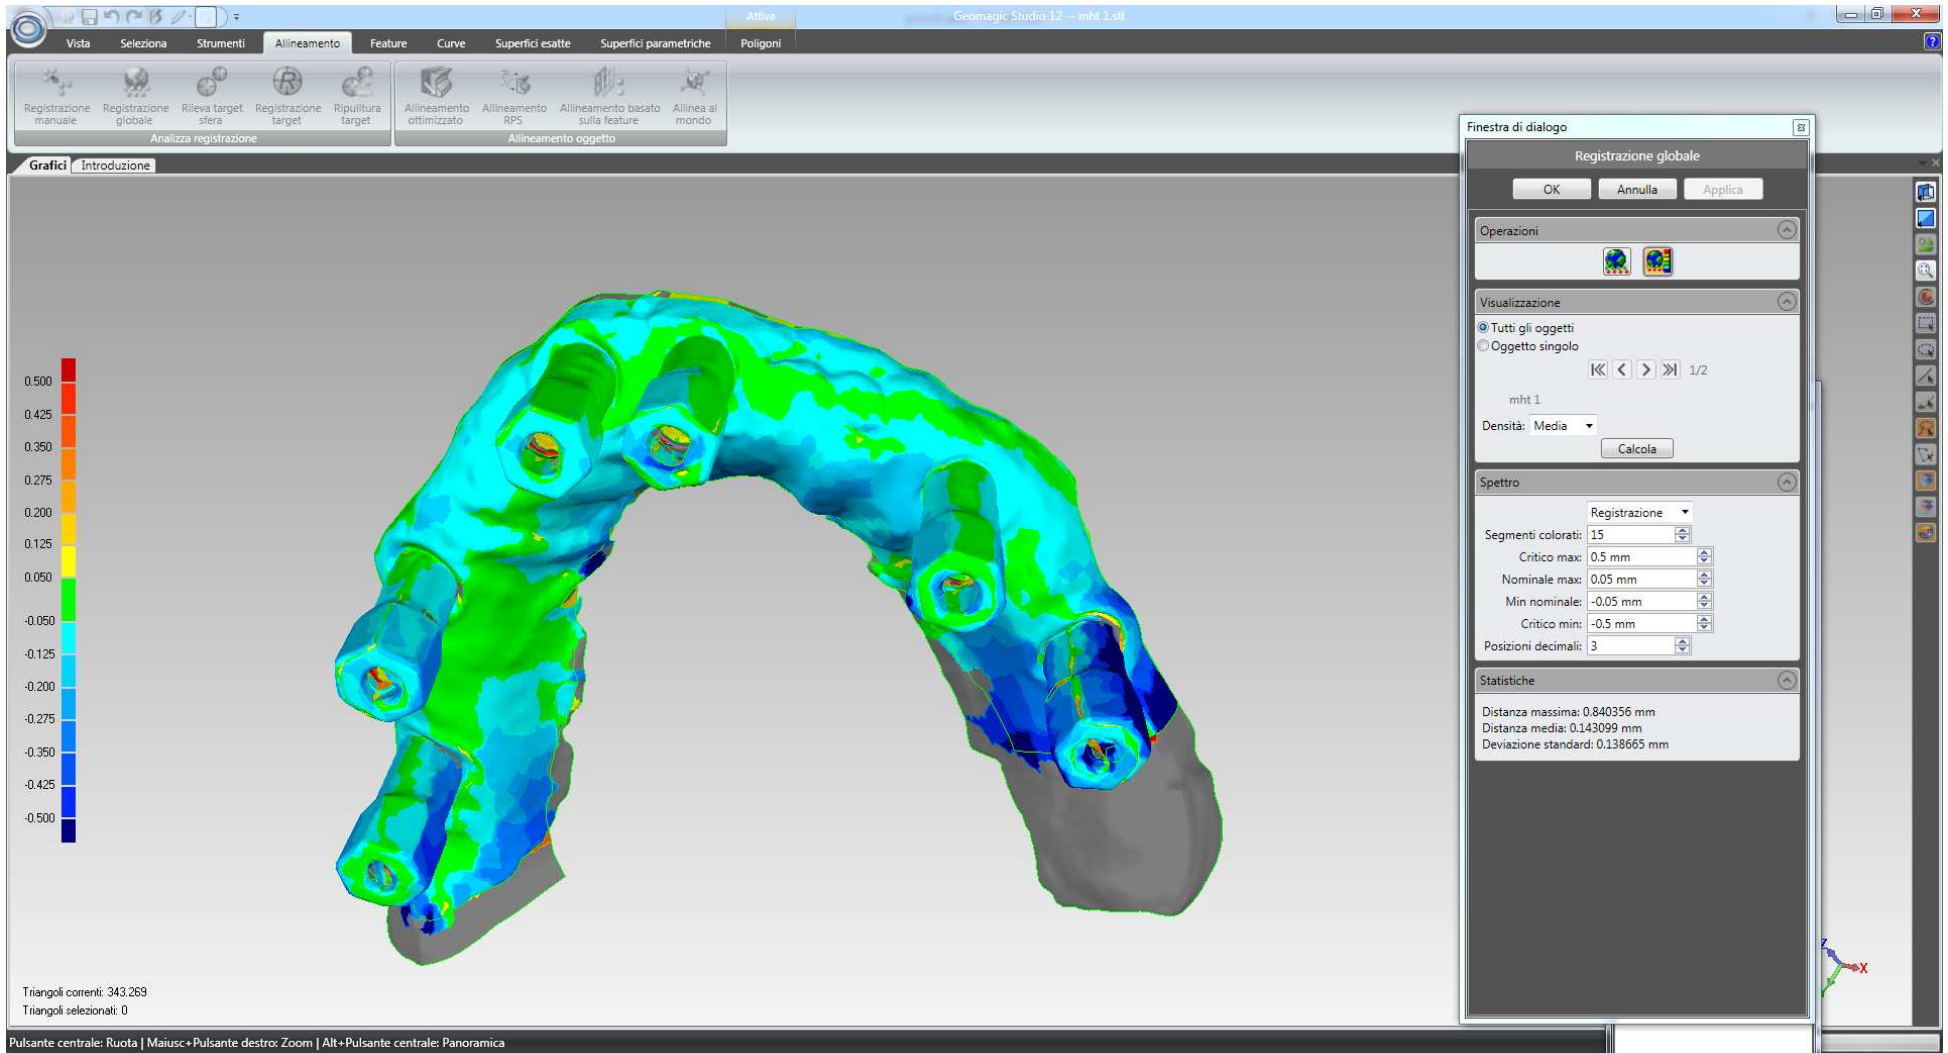 Attiva
Geomagic Studio 12 -- mht 1.stl
Vista
Seleziona
Strumenti
Allineamento
Feature
Curve
Superfici esatte
Superfici parametriche
Poligoni
Registrazione manuale
Registrazione globale
Rileva target sfera
Registrazione target
Ripulitura target
Allineamento ottimizzato
Allineamento RPS
Allineamento basato sulla feature
Allinea al mondo
Analizza registrazione
Allineamento oggetto
Grafici
Introduzione
Finestra di dialogo
Registrazione globale
OK
Annulla
Applica
Operazioni
Visualizzazione
Tutti gli oggetti
Oggetto singolo
1/2
mht 1
Densità: Media
Calcola
Spettro
Registrazione
Segmenti colorati: 15
Critico max: 0.5 mm
Nominale max: 0.05 mm
Min nominale: -0.05 mm
Critico min: -0.5 mm
Posizioni decimali: 3
Statistiche
Distanza massima: 0.840356 mm
Distanza media: 0.143099 mm
Deviazione standard: 0.138665 mm
0.500
0.425
0.350
0.275
0.200
0.125
0.050
-0.050
-0.125
-0.200
-0.275
-0.350
-0.425
-0.500
Z
X
Triangoli correnti: 343.269
Triangoli selezionati: 0
Pulsante centrale: Ruota | Maiusc+Pulsante destro: Zoom | Alt+Pulsante centrale: Panoramica